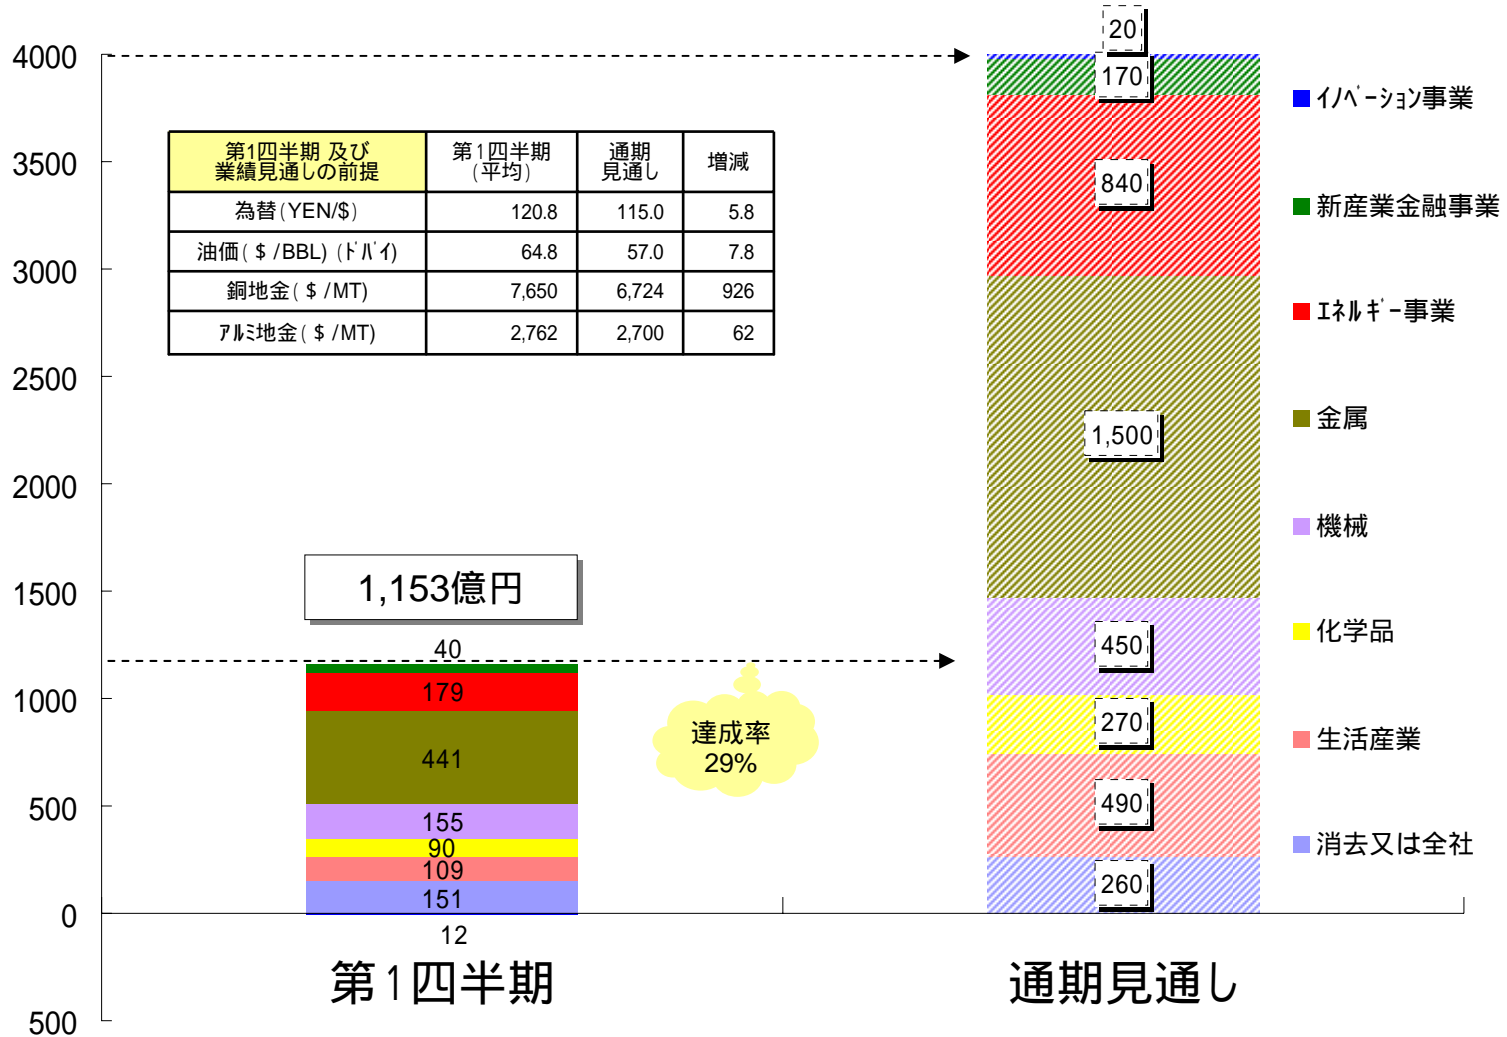 4000
3500
3000
2500
2000
1500
1000
500
0
500
第1四半期 及び
業績見通しの前提
第1四半期
(平均)
通期
見通し
増減
為替(YEN/$) 120.8 115.0 5.8
油価($/BBL) (ﾄﾞﾊﾞｲ) 64.8 57.0 7.8
銅地金($/MT) 7,650 6,724 926
ｱﾙﾐ地金($/MT) 2,762 2,700 62
1,153億円
40
179
441
155
90
109
151
12
達成率
29%
20
170
840
1,500
450
270
490
260
ｲﾉﾍﾞｰｼｮﾝ事業
新産業金融事業
ｴﾈﾙｷﾞｰ事業
金属
機械
化学品
生活産業
消去又は全社
第1四半期
通期見通し